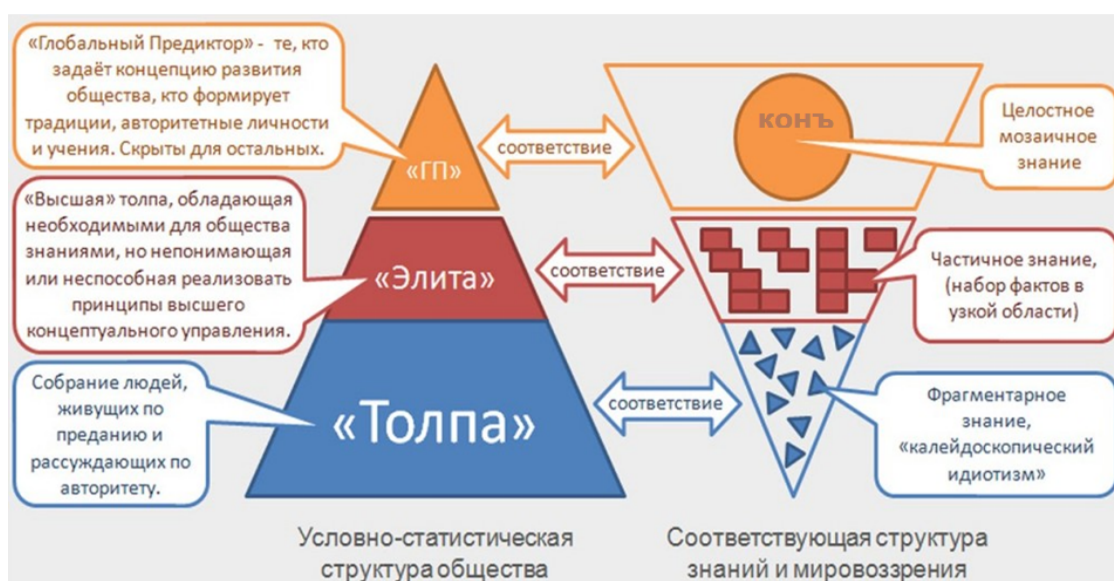 «Глобальный Предиктор» - те, кто
задаёт концепцию развития
общества, кто формирует
традиции, авторитетные личности
и учения. Скрыты для остальных.
«ГП»
соответствие
конъ
Целостное
мозаичное
знание
«Высшая» толпа, обладающая
необходимыми для общества
знаниями, но непонимающая
или неспособная реализовать
принципы высшего
концептуального управления.
«Элита»
соответствие
Частичное знание,
(набор фактов в
узкой области)
Собрание людей,
живущих по
преданию и
рассуждающих по
авторитету.
«Толпа»
соответствие
Фрагментарное
знание,
«калейдоскопический
идиотизм»
Условно-статистическая
структура общества
Соответствующая структура
знаний и мировоззрения